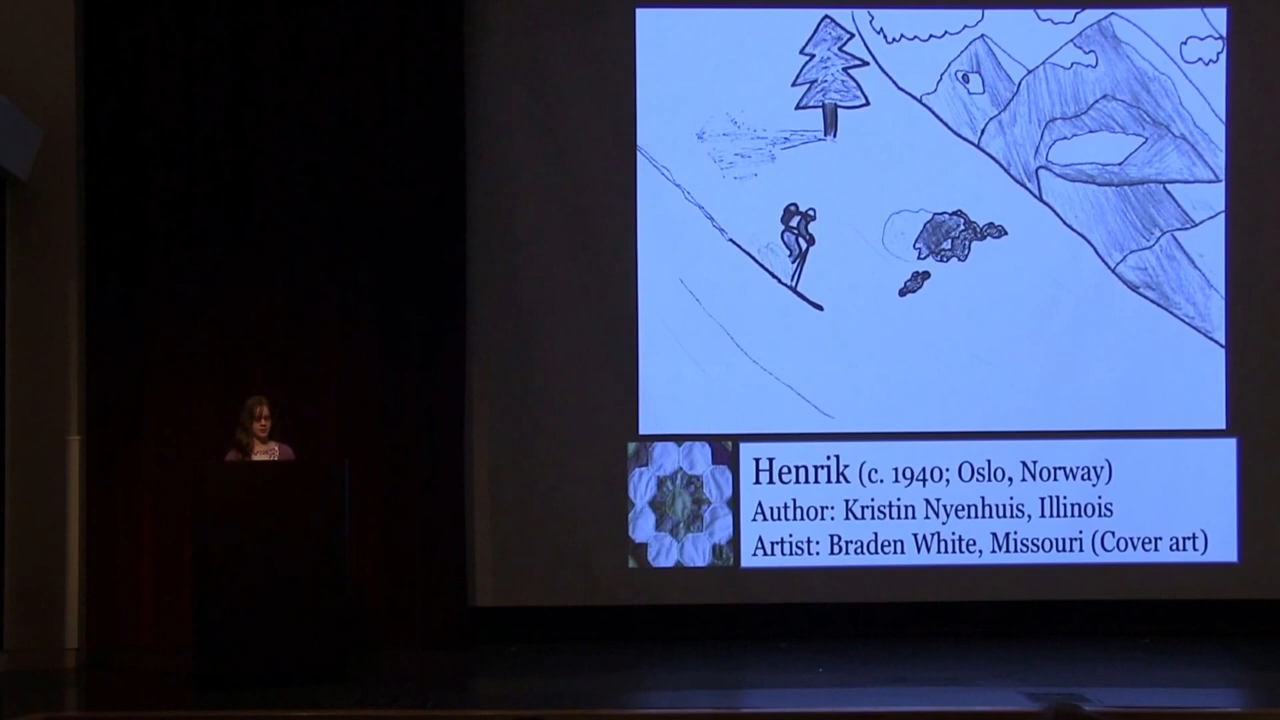 Henrik (c. 1940; Oslo, Norway)
Author: Kristin Nyenhuis, Illinois
Artist: Braden White, Missouri (Cover art)